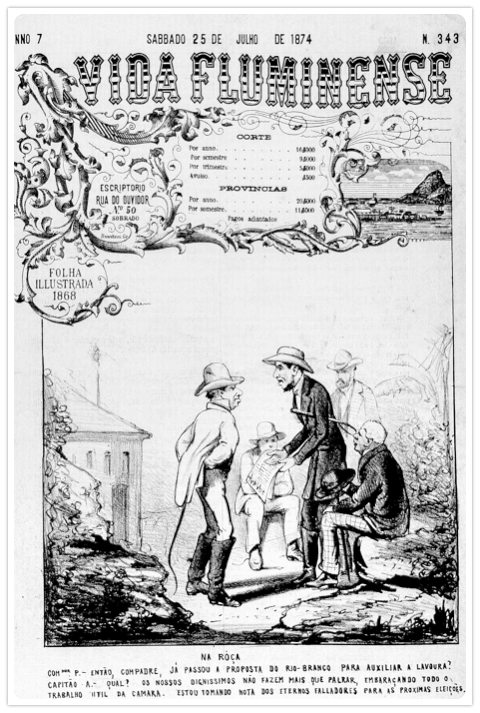 NNO 7 SABBADO 25 DE JULHO DE 1874 N. 343
VIDA FLUMINENSE
CORTE
Por anno. 
Por semestre 
Por trimestre 
Avulso. 
PROVINCIAS
Por anno. 
Por semestre. 
Pagos adiantados
ESCRIPTORIO
RUA DO OUVIDOR
Nº 50
SOBRADO
FOLHA
ILLUSTRADA
1868
NA ROÇA
COM.or P.- ENTÃO, COMPADRE, JÁ PASSOU A PROPOSTA DO RIO-BRANCO PARA AUXILIAR A LAVOURA?
CAPITÃO A.- QUAL? OS NOSSOS DIGNISSIMOS NÃO FAZEM MAIS QUE PALRAR, EMBARAÇANDO TODO O
TRABALHO UTIL DA CAMARA. ESTOU TOMANDO NOTA DOS ETERNOS FALLADORES PARA AS PROXIMAS ELEIÇÕES.